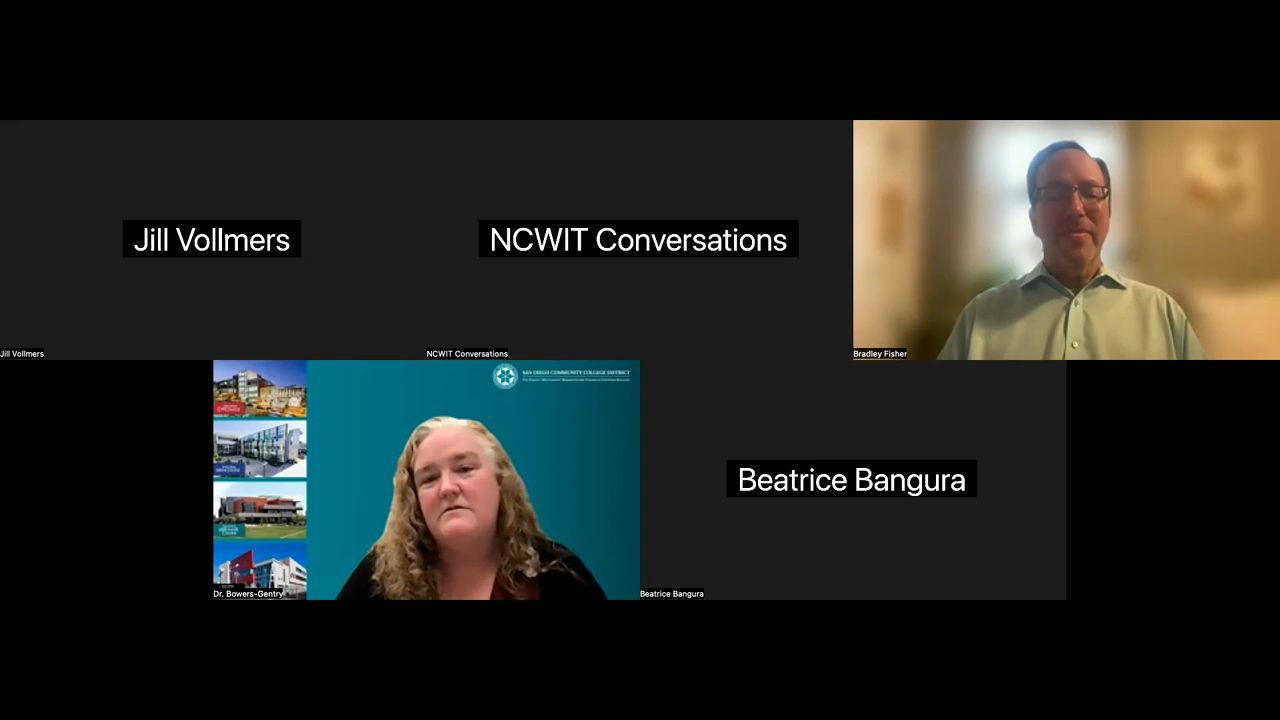 Jill Vollmers
NCWIT Conversations
Jill Vollmers
NCWIT Conversations
Bradley Fisher
SAN DIEGO COMMUNITY COLLEGE DISTRICT
Beatrice Bangura
Dr. Bowers-Gentry
Beatrice Bangura